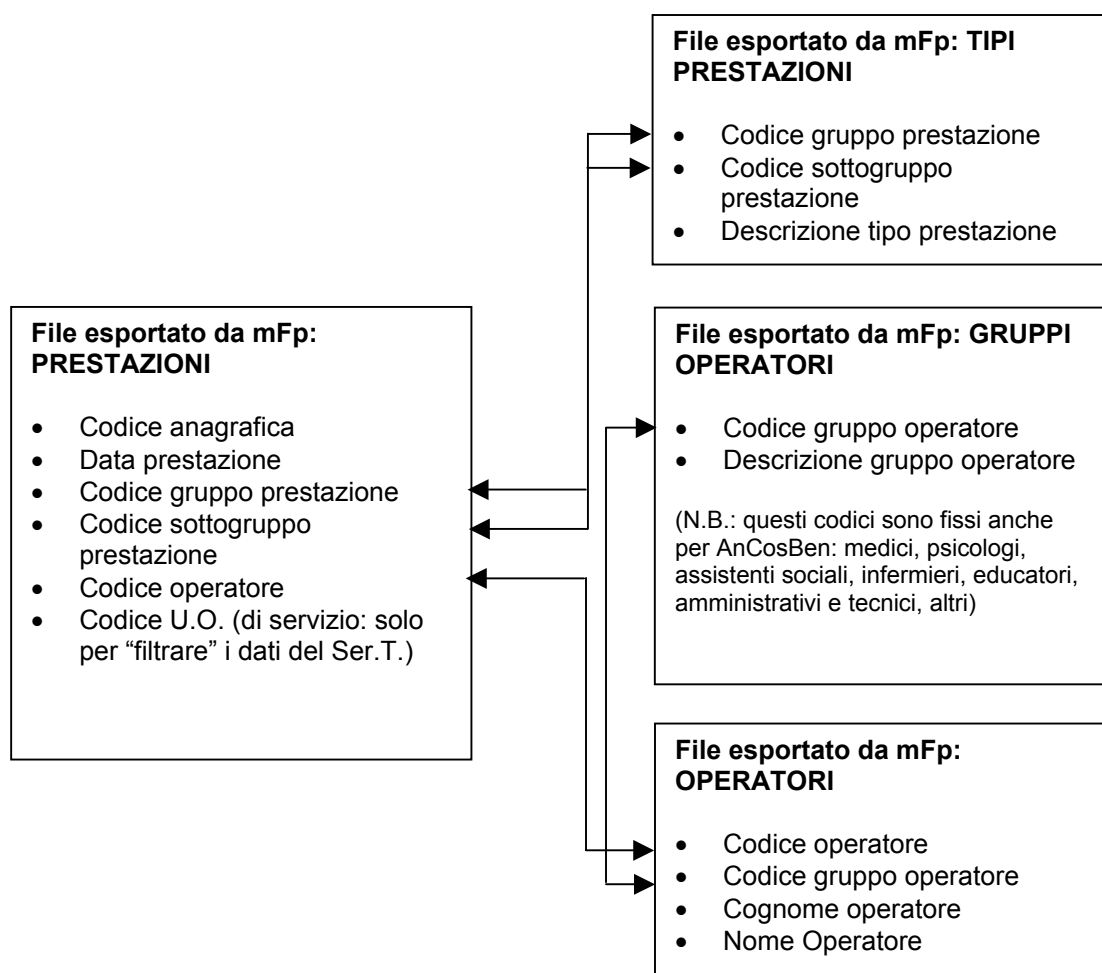 File esportato da mFp: TIPI
PRESTAZIONI
• Codice gruppo prestazione
• Codice sottogruppo
prestazione
• Descrizione tipo prestazione
File esportato da mFp:
PRESTAZIONI
• Codice anagrafica
• Data prestazione
• Codice gruppo prestazione
• Codice sottogruppo
prestazione
• Codice operatore
• Codice U.O. (di servizio: solo
per “filtrare” i dati del Ser.T.)
File esportato da mFp: GRUPPI
OPERATORI
• Codice gruppo operatore
• Descrizione gruppo operatore
(N.B.: questi codici sono fissi anche
per AnCosBen: medici, psicologi,
assistenti sociali, infermieri, educatori,
amministrativi e tecnici, altri)
File esportato da mFp:
OPERATORI
• Codice operatore
• Codice gruppo operatore
• Cognome operatore
• Nome Operatore